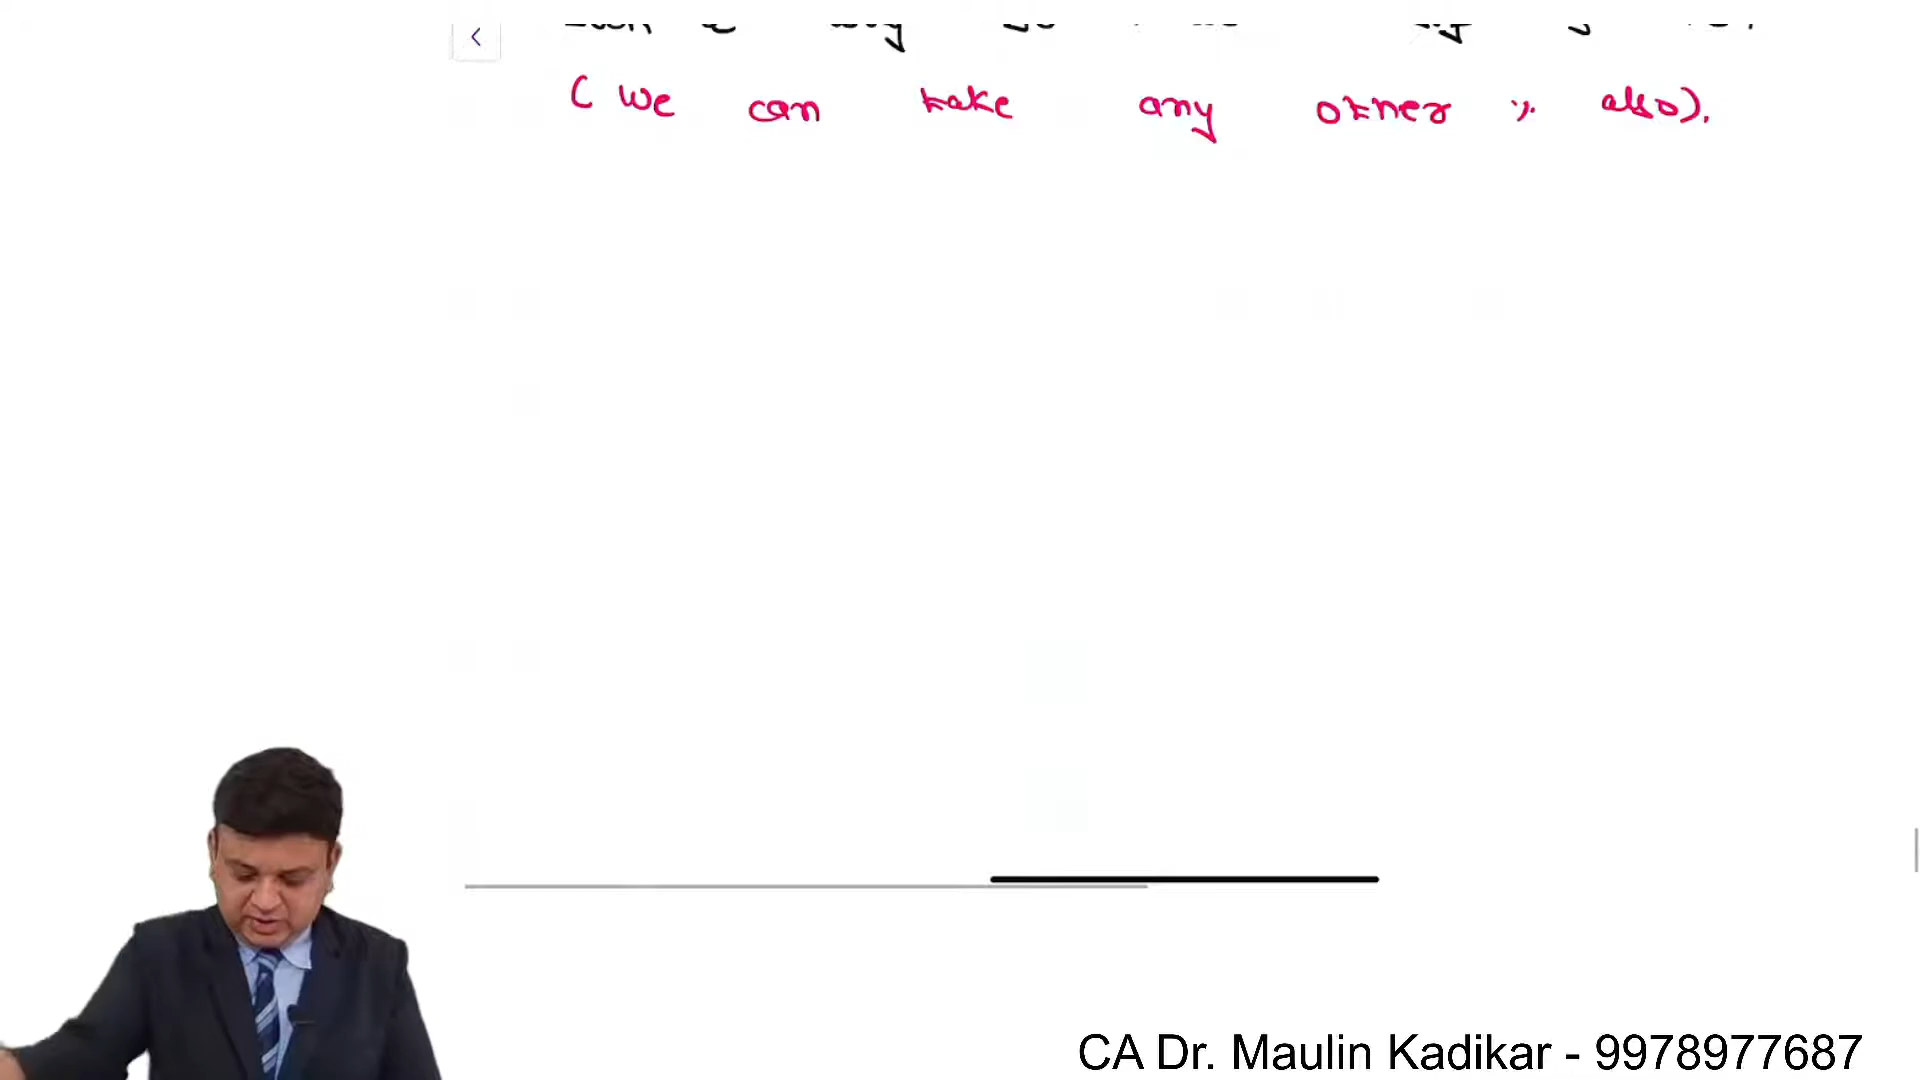 (we can take any other % also).
CA Dr. Maulin Kadikar - 9978977687